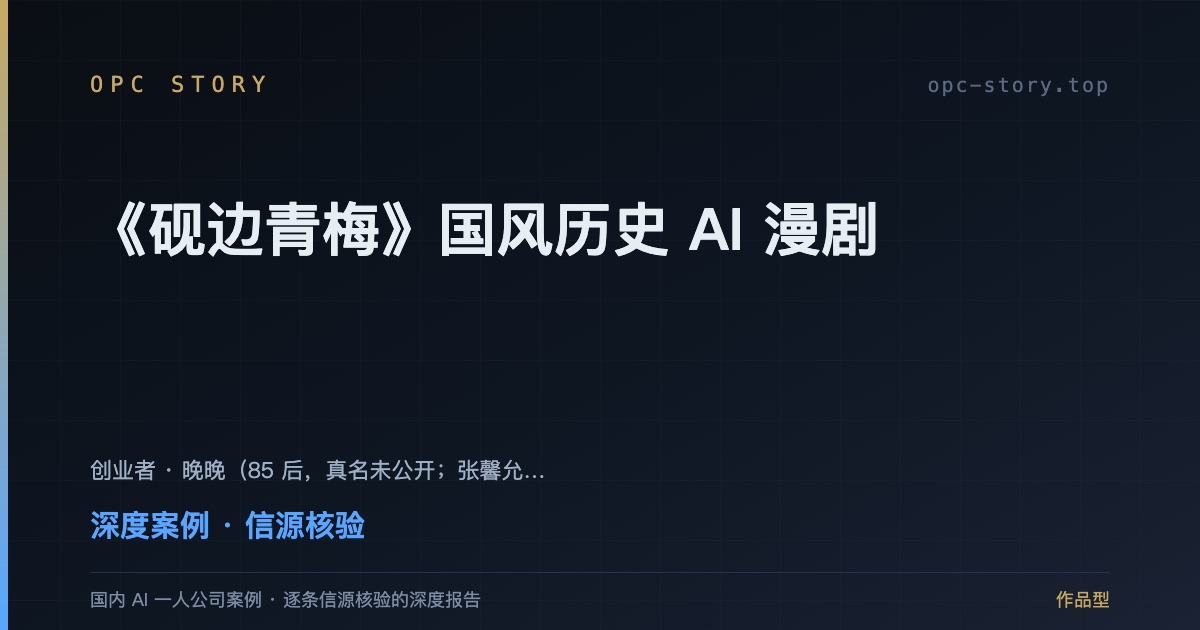 OPC STORY
opc-story.top
《砚边青梅》国风历史 AI 漫剧
创业者 · 晚晚（85 后，真名未公开；张馨允…
深度案例 · 信源核验
国内 AI 一人公司案例 · 逐条信源核验的深度报告
作品型